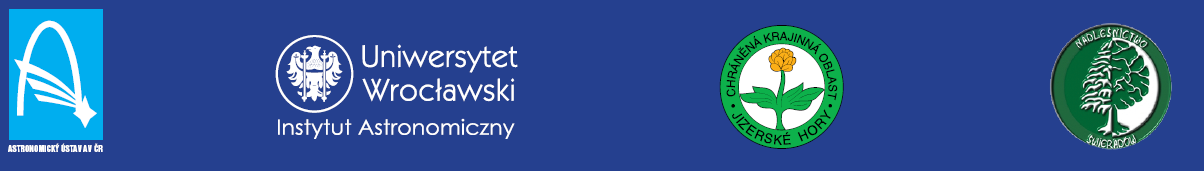 ASTRONOMICKÝ ÚSTAV AV ČR
Uniwersytet
Wrocławski
Instytut Astronomiczny
CHRÁNĚNÁ KRAJINNÁ OBLAST
• JIZERSKÉ HORY •
NADLEŚNICTWO
ŚWIERADÓW